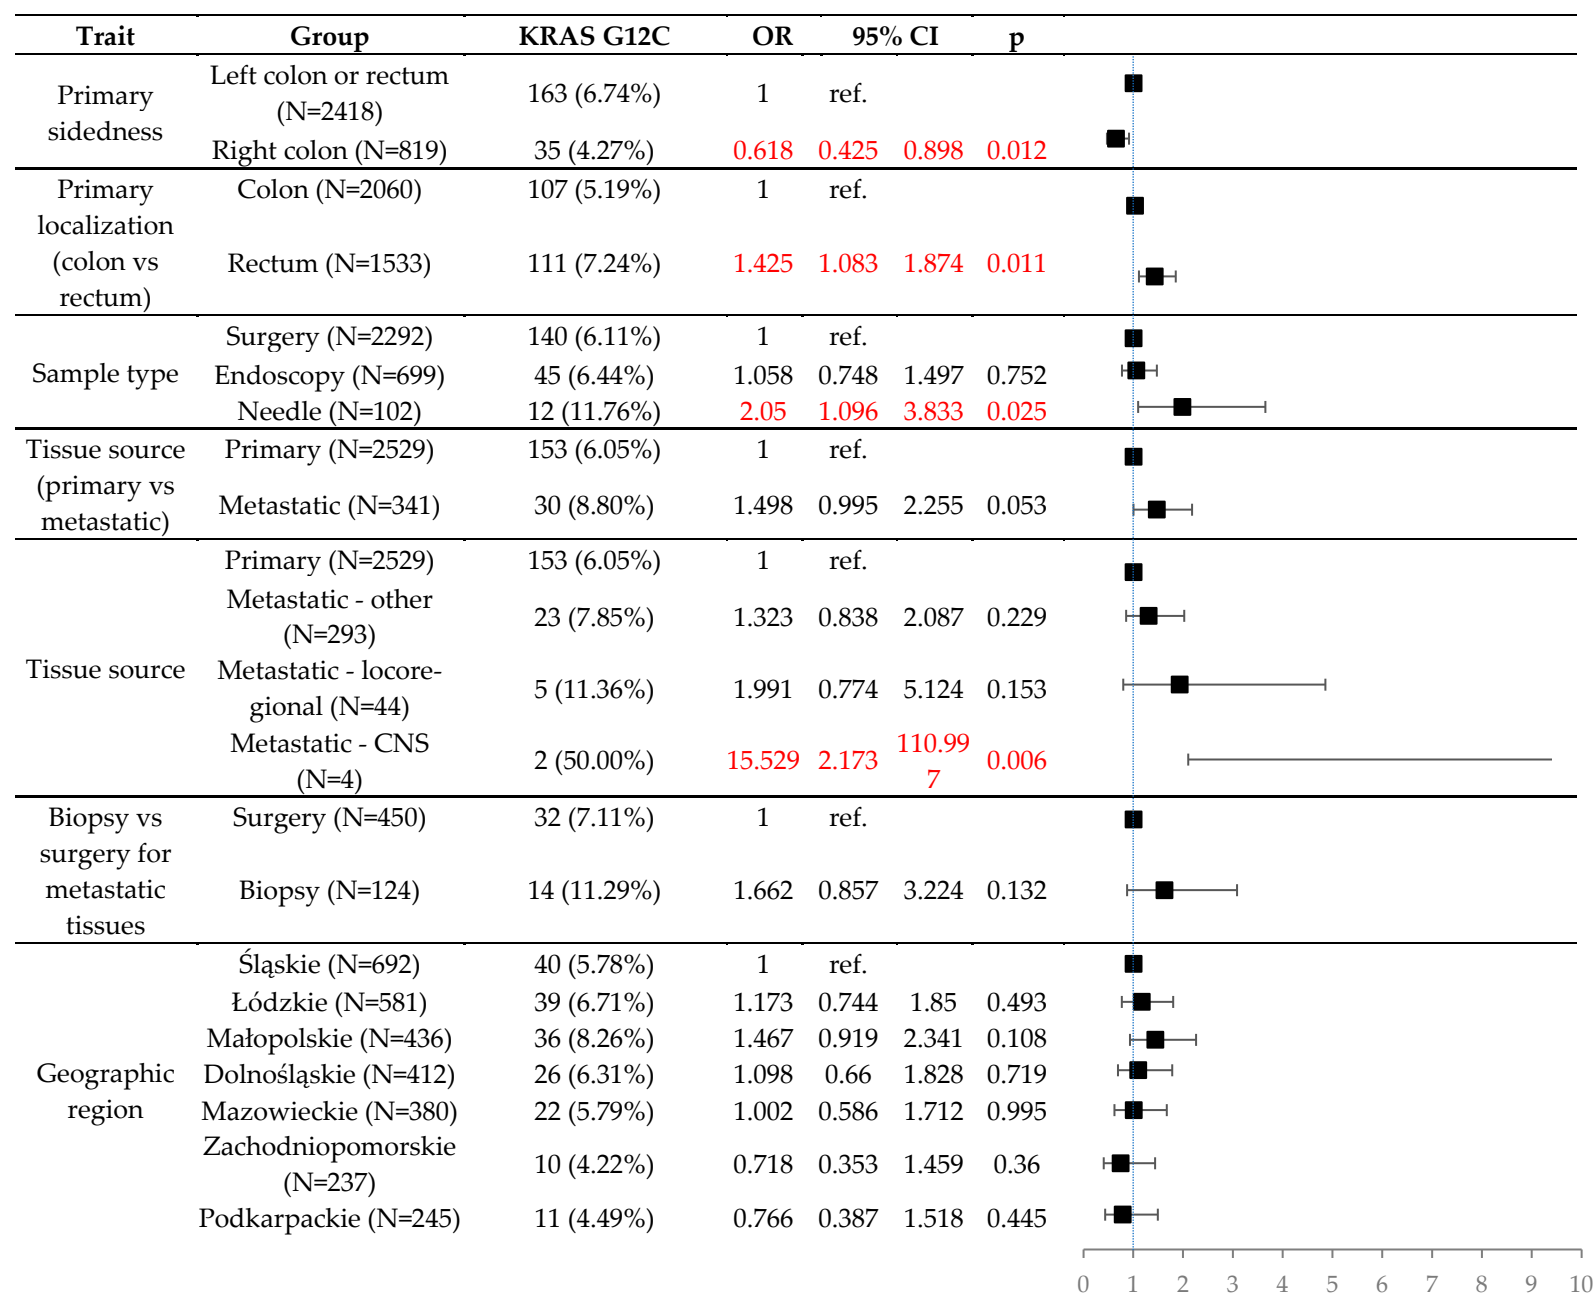 Trait Group KRAS G12C OR 95% CI p
Primary sidedness
Left colon or rectum (N=2418) 163 (6.74%) 1 ref.
Right colon (N=819) 35 (4.27%) 0.618 0.425 0.898 0.012
Primary localization (colon vs rectum)
Colon (N=2060) 107 (5.19%) 1 ref.
Rectum (N=1533) 111 (7.24%) 1.425 1.083 1.874 0.011
Sample type
Surgery (N=2292) 140 (6.11%) 1 ref.
Endoscopy (N=699) 45 (6.44%) 1.058 0.748 1.497 0.752
Needle (N=102) 12 (11.76%) 2.05 1.096 3.833 0.025
Tissue source (primary vs metastatic)
Primary (N=2529) 153 (6.05%) 1 ref.
Metastatic (N=341) 30 (8.80%) 1.498 0.995 2.255 0.053
Tissue source
Primary (N=2529) 153 (6.05%) 1 ref.
Metastatic - other (N=293) 23 (7.85%) 1.323 0.838 2.087 0.229
Metastatic - locore-
gional (N=44) 5 (11.36%) 1.991 0.774 5.124 0.153
Metastatic - CNS (N=4) 2 (50.00%) 15.529 2.173 110.997 0.006
Biopsy vs surgery for metastatic tissues
Surgery (N=450) 32 (7.11%) 1 ref.
Biopsy (N=124) 14 (11.29%) 1.662 0.857 3.224 0.132
Geographic region
Śląskie (N=692) 40 (5.78%) 1 ref.
Łódzkie (N=581) 39 (6.71%) 1.173 0.744 1.85 0.493
Małopolskie (N=436) 36 (8.26%) 1.467 0.919 2.341 0.108
Dolnośląskie (N=412) 26 (6.31%) 1.098 0.66 1.828 0.719
Mazowieckie (N=380) 22 (5.79%) 1.002 0.586 1.712 0.995
Zachodniopomorskie (N=237) 10 (4.22%) 0.718 0.353 1.459 0.36
Podkarpackie (N=245) 11 (4.49%) 0.766 0.387 1.518 0.445
0 1 2 3 4 5 6 7 8 9 10